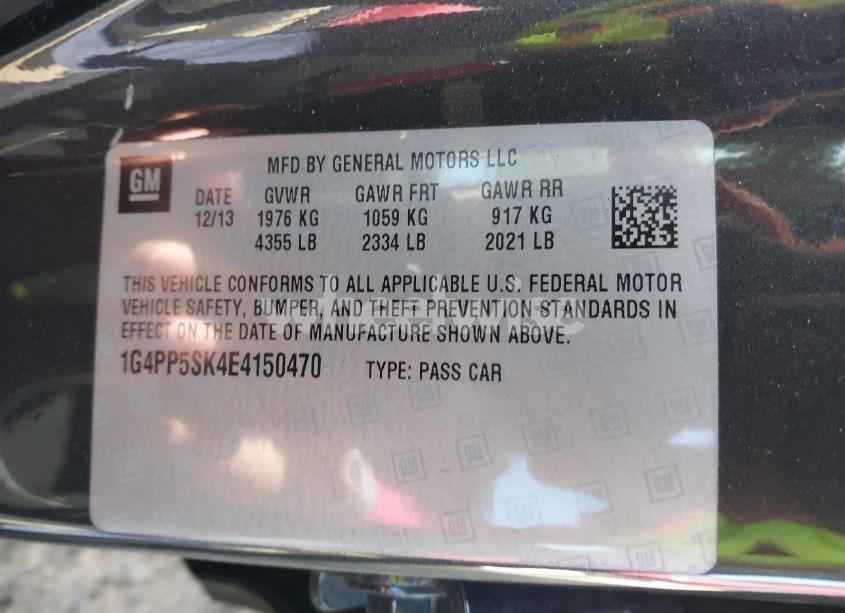 GM
MFD BY GENERAL MOTORS LLC
DATE GVWR GAWR FRT GAWR RR
12/13 1976 KG 1059 KG 917 KG
4355 LB 2334 LB 2021 LB
THIS VEHICLE CONFORMS TO ALL APPLICABLE U.S. FEDERAL MOTOR
VEHICLE SAFETY, BUMPER, AND THEFT PREVENTION STANDARDS IN
EFFECT ON THE DATE OF MANUFACTURE SHOWN ABOVE.
1G4PP5SK4E4150470 TYPE: PASS CAR